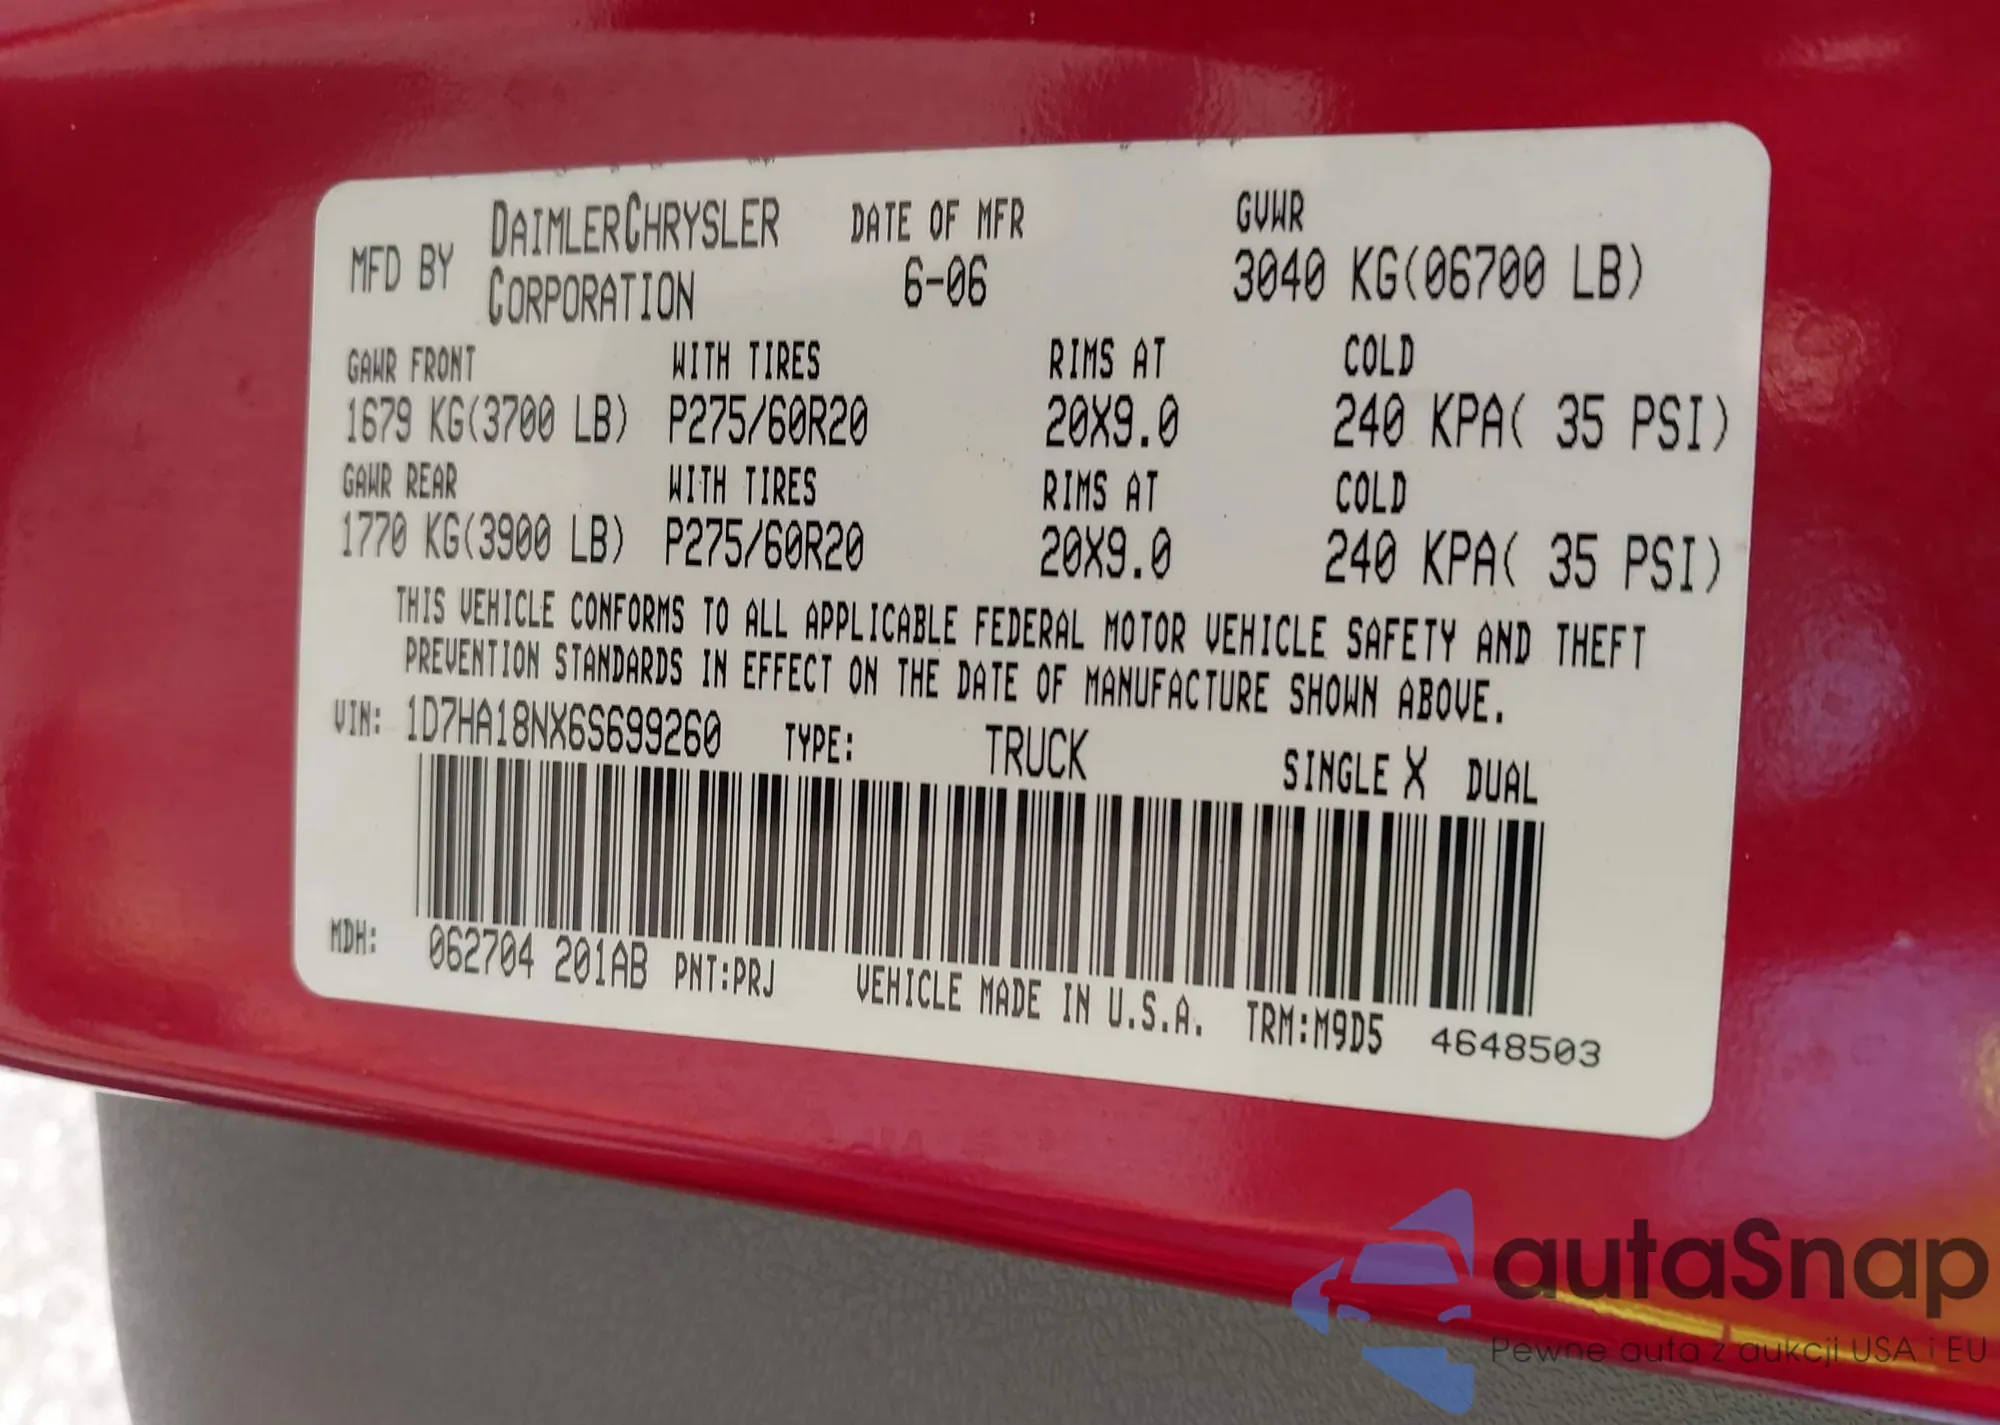 MFD BY DAIMLERCHRYSLER CORPORATION DATE OF MFR 6-06 GVWR 3040 KG(06700 LB)
GAWR FRONT WITH TIRES RIMS AT COLD
1679 KG(3700 LB) P275/60R20 20X9.0 240 KPA( 35 PSI)
GAWR REAR WITH TIRES RIMS AT COLD
1770 KG(3900 LB) P275/60R20 20X9.0 240 KPA( 35 PSI)
THIS VEHICLE CONFORMS TO ALL APPLICABLE FEDERAL MOTOR VEHICLE SAFETY AND THEFT
PREVENTION STANDARDS IN EFFECT ON THE DATE OF MANUFACTURE SHOWN ABOVE.
VIN: 1D7HA18NX6S699260 TYPE: TRUCK SINGLE X DUAL
MDH: 062704 201AB PNT:PRJ VEHICLE MADE IN U.S.A. TRM:M9D5 4648503
autaSnap
Pewne auta z aukcji USA i EU